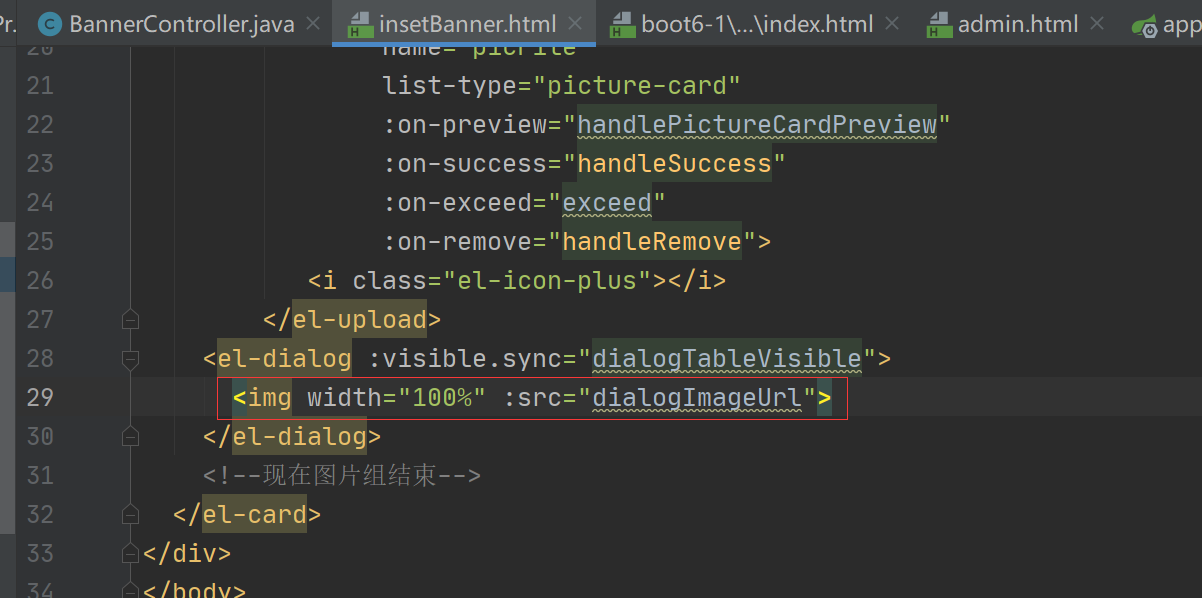 BannerController.java insetBanner.html boot6-1\...\index.html admin.html app
20 name="picFile"
21 list-type="picture-card"
22 :on-preview="handlePictureCardPreview"
23 :on-success="handleSuccess"
24 :on-exceed="exceed"
25 :on-remove="handleRemove">
26 <i class="el-icon-plus"></i>
27 </el-upload>
28 <el-dialog :visible.sync="dialogTableVisible">
29 <img width="100%" :src="dialogImageUrl">
30 </el-dialog>
31 <!--现在图片组结束-->
32 </el-card>
33 </div>
34 </body>